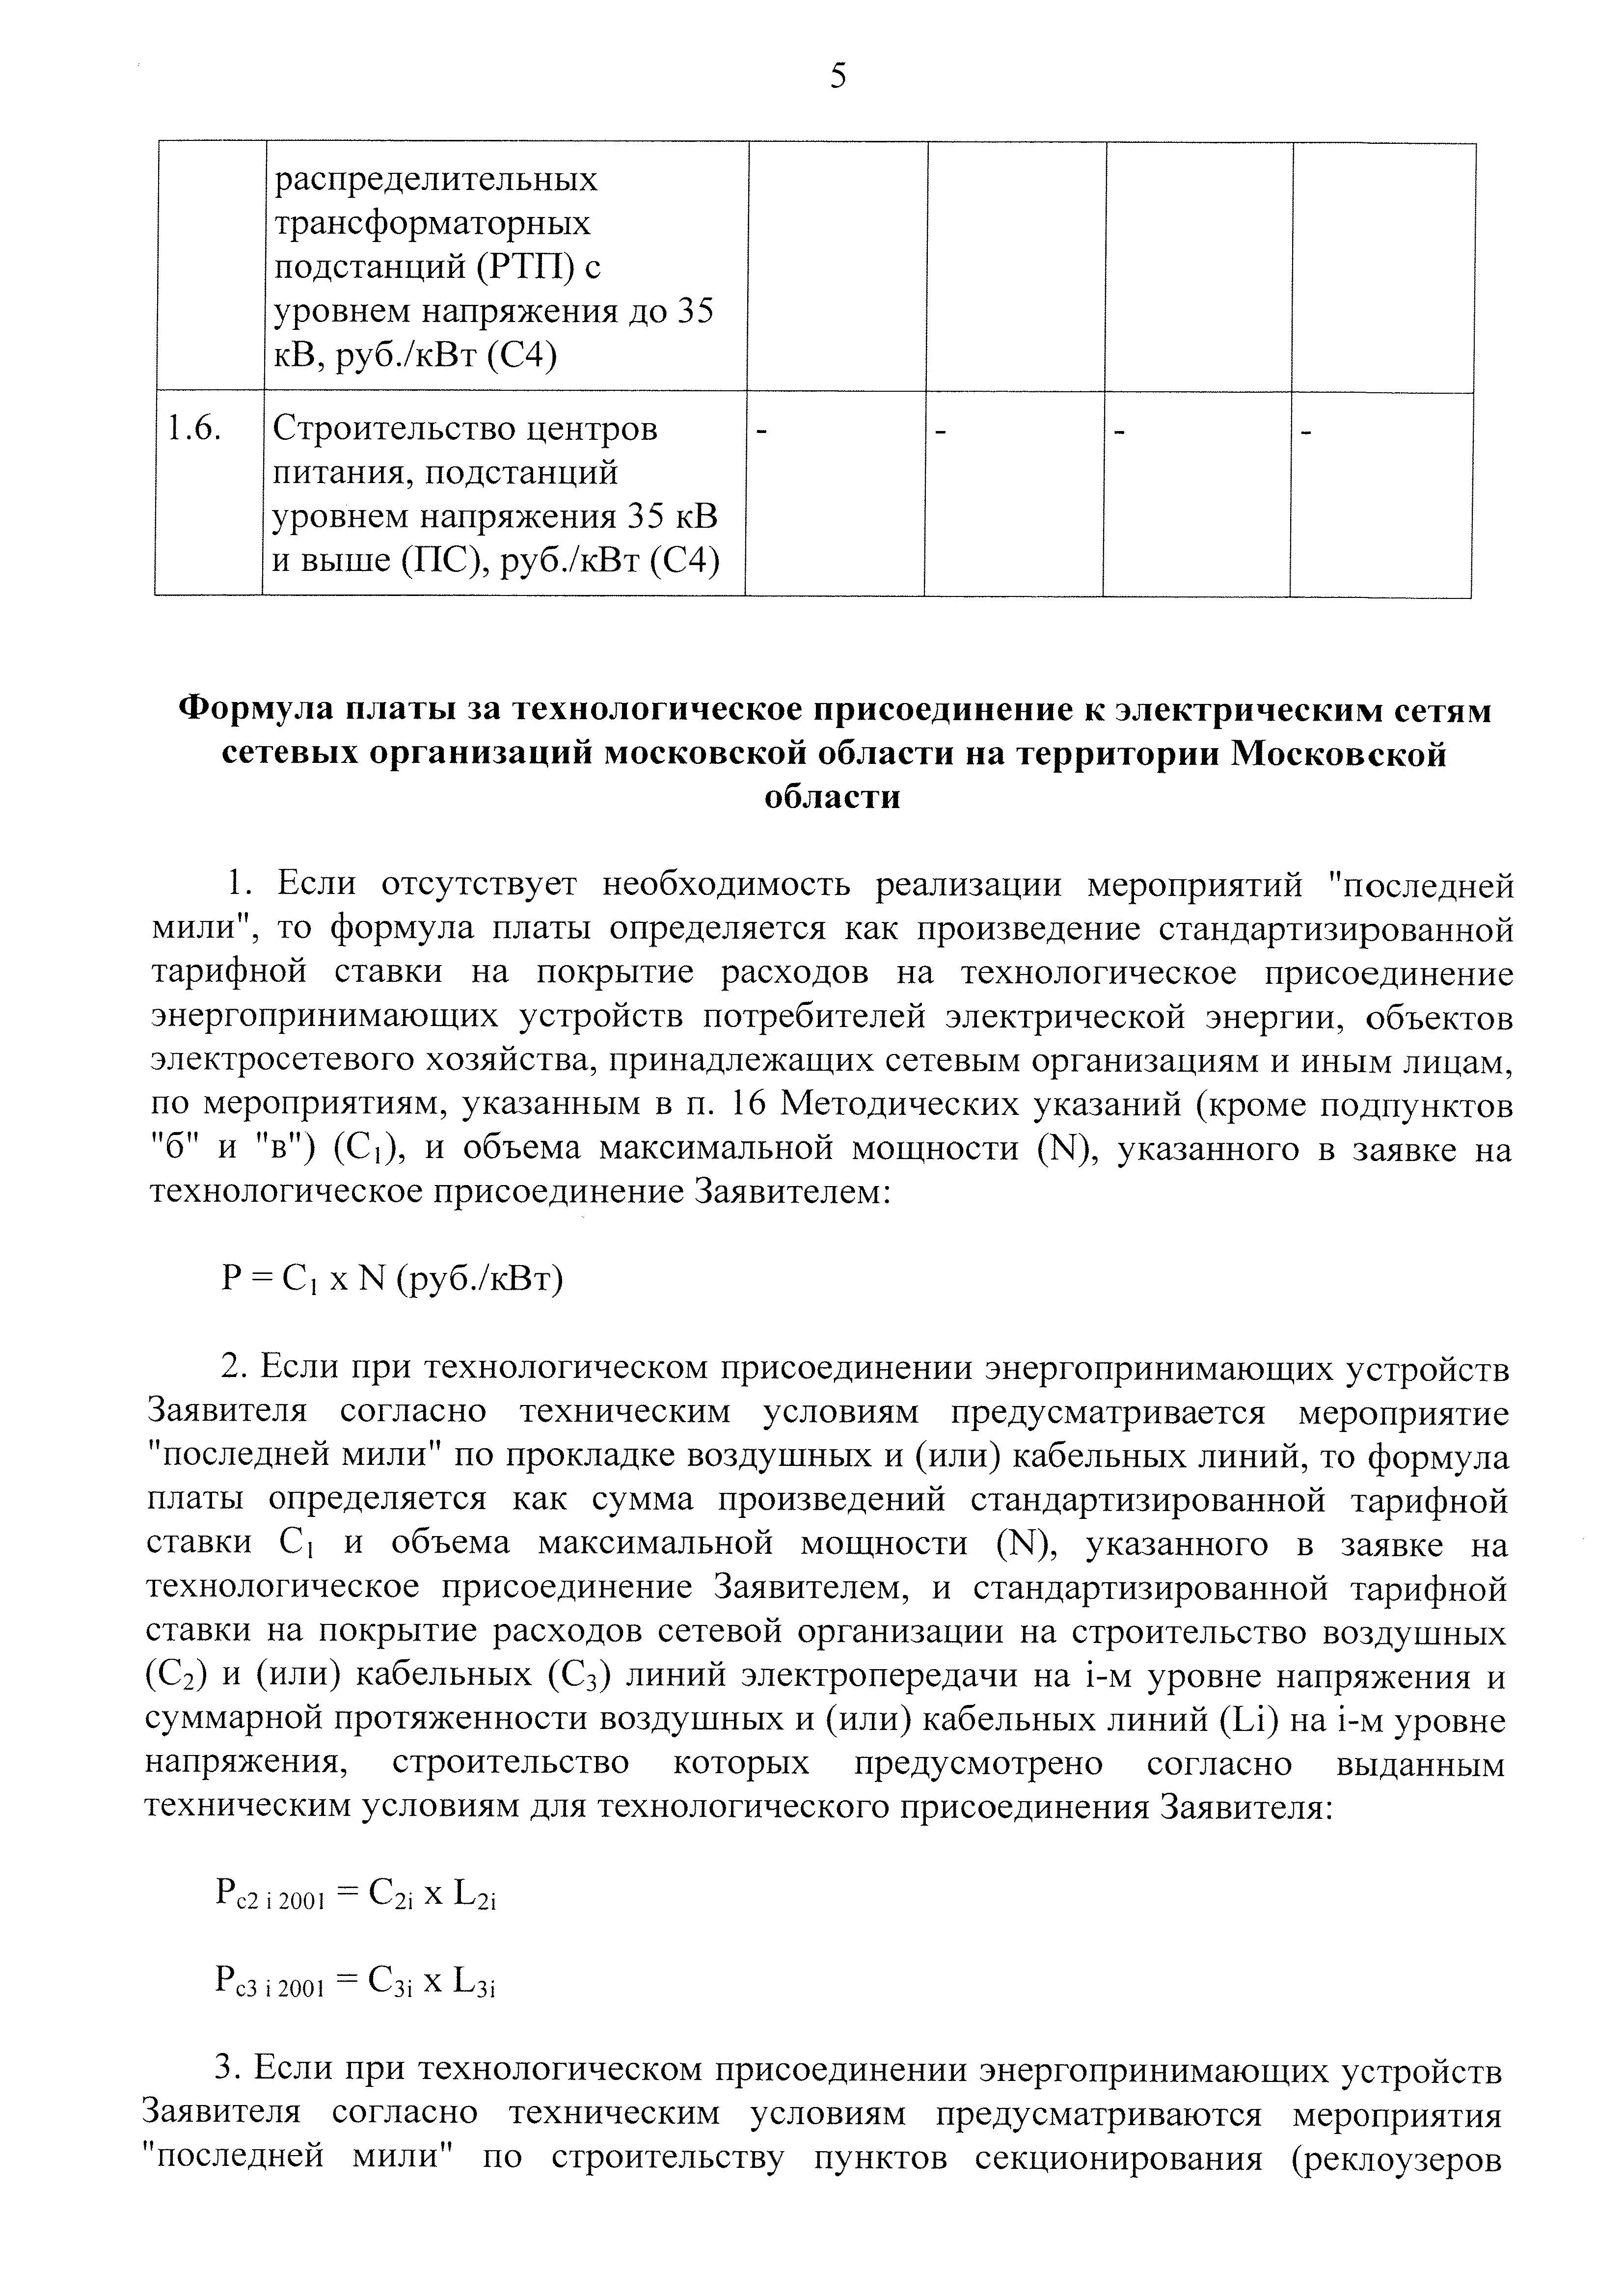 5
распределительных
трансформаторных
подстанций (РТП) с
уровнем напряжения до 35
кВ, руб./кВт (С4)
1.6. Строительство центров - - - -
питания, подстанций
уровнем напряжения 35 кВ
и выше (ПС), руб./кВт (С4)
Формула платы за технологическое присоединение к электрическим сетям
сетевых организаций московской области на территории Московской
области
1. Если отсутствует необходимость реализации мероприятий "последней
мили", то формула платы определяется как произведение стандартизированной
тарифной ставки на покрытие расходов на технологическое присоединение
энергопринимающих устройств потребителей электрической энергии, объектов
электросетевого хозяйства, принадлежащих сетевым организациям и иным лицам,
по мероприятиям, указанным в п. 16 Методических указаний (кроме подпунктов
"б" и "в") (С₁), и объема максимальной мощности (N), указанного в заявке на
технологическое присоединение Заявителем:
Р = С₁ х N (руб./кВт)
2. Если при технологическом присоединении энергопринимающих устройств
Заявителя согласно техническим условиям предусматривается мероприятие
"последней мили" по прокладке воздушных и (или) кабельных линий, то формула
платы определяется как сумма произведений стандартизированной тарифной
ставки С₁ и объема максимальной мощности (N), указанного в заявке на
технологическое присоединение Заявителем, и стандартизированной тарифной
ставки на покрытие расходов сетевой организации на строительство воздушных
(С₂) и (или) кабельных (С₃) линий электропередачи на i-м уровне напряжения и
суммарной протяженности воздушных и (или) кабельных линий (Li) на i-м уровне
напряжения, строительство которых предусмотрено согласно выданным
техническим условиям для технологического присоединения Заявителя:
Рс2 i 2001 = С2i х L2i
Рс3 i 2001 = С3i х L3i
3. Если при технологическом присоединении энергопринимающих устройств
Заявителя согласно техническим условиям предусматриваются мероприятия
"последней мили" по строительству пунктов секционирования (реклоузеров